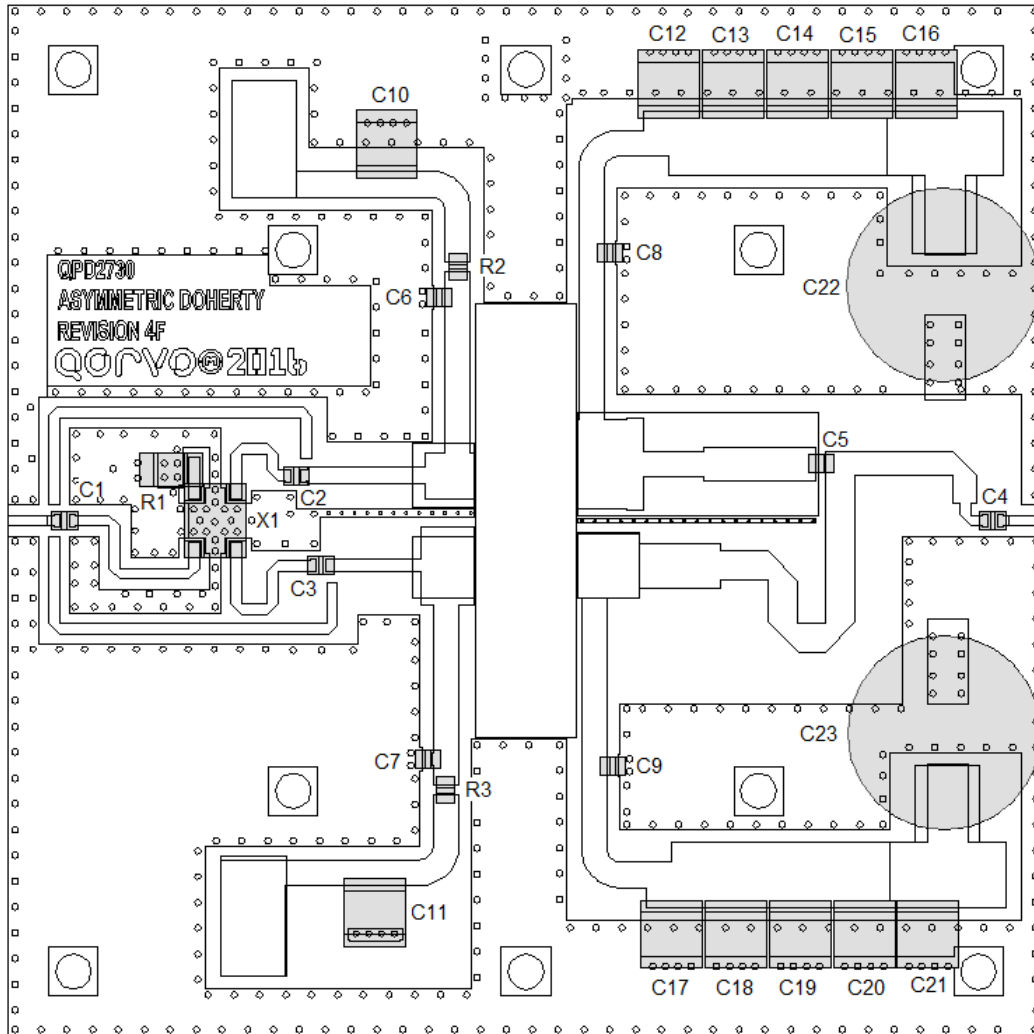 C12 C13 C14 C15 C16
C10
R2
C8
C6
C22
QPD2730
ASYMMETRIC DOHERTY
REVISION 4F
QORVO M 2016
C5
C1
R1
C2
X1
C4
C3
C7
C9
C23
R3
C11
C17 C18 C19 C20 C21